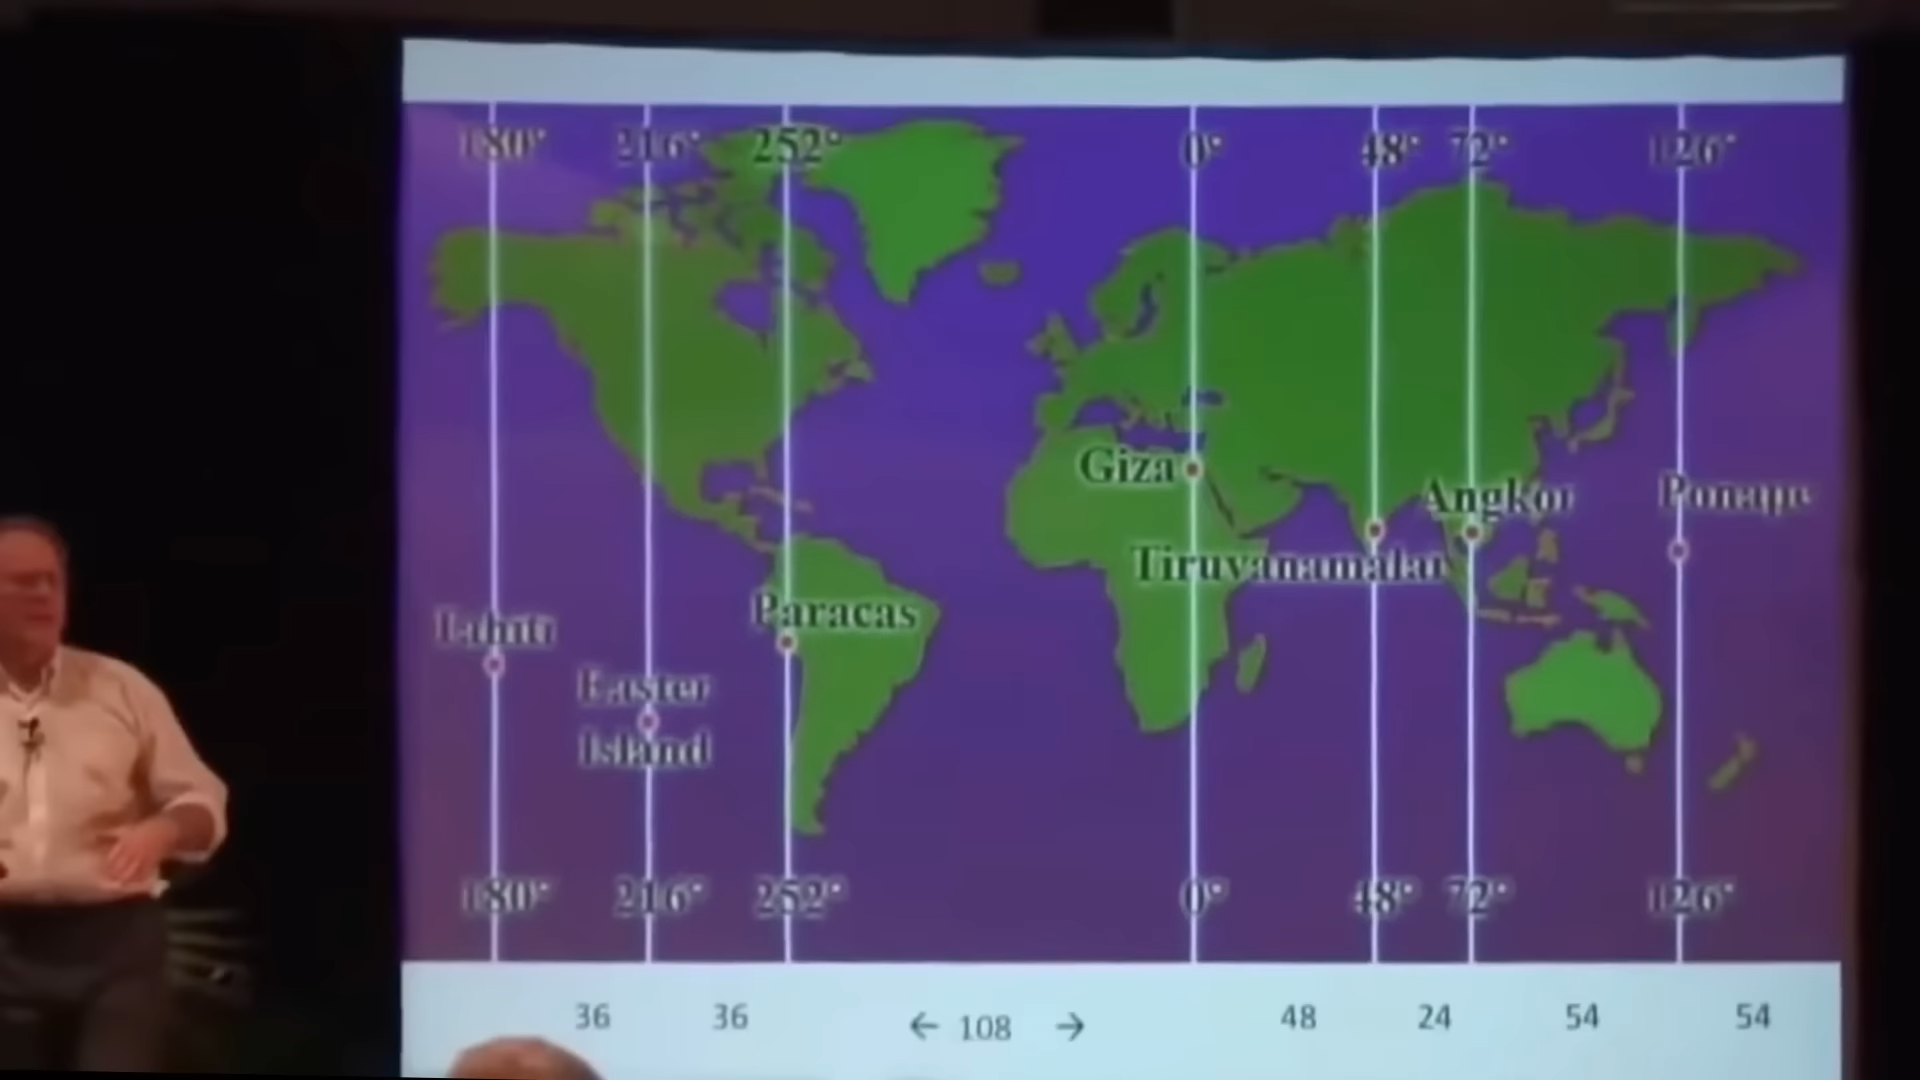 180° 216° 252° 0° 48° 72° 126°
Giza
Angkor
Ponape
Tiruvanamalai
Paracas
Tahiti
Easter
Island
180° 216° 252° 0° 48° 72° 126°
36 36 ← 108 → 48 24 54 54